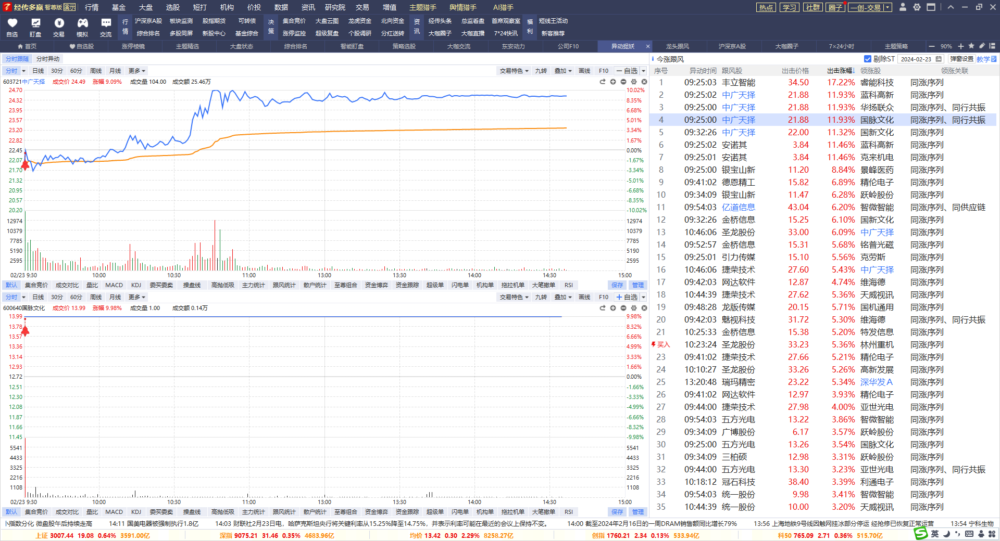 经传多赢 智尊版 演示 行情 基金 大盘 选股 短打 机构 价投 数据 资讯 研究院 交易 增值 主题猎手 舆情猎手 AI猎手 热点 学习 社群 圈子 一创-交易
自选 盯盘 交易 模拟 交流
行情 沪深京A股 板块监测 股指期货 可转债 决策 集合竞价 大盘云图 龙虎资金 北向资金 资讯 经传头条 总监看盘 首席观察室 福利 短线王活动
综合排名 多股同屏 新股中心 基金综合 涨停监控 超级复盘 个股调研 分红送转 大咖圈子 大咖直播 7*24快讯 新客推荐
首页 自选股 涨停棱镜 主题精选 大盘状态 综合排名 智能盯盘 策略选股 大咖交流 东安动力 公司F10 异动捉妖 龙头跟风 沪深京A股 大咖圈子 7×24小时 主题策略 90%
分时跟随 分时异动
分时 日线 30分 60分 周线 月线 更多 交易特色 九转 叠加 画线 F10 自选
603721中广天择 成交价 24.49 涨幅 9.09% 成交量 104.00 成交额 25.46万
24.70 10.02%
24.32 8.35%
23.95 6.68%
23.57 5.01%
23.20 3.34%
22.82 1.67%
22.45 0.00%
22.07 -1.67%
21.70 -3.34%
21.32 -5.01%
20.95 -6.68%
20.57 -8.35%
20.20 -10.02%
12974 12974
10379 10379
7785 7785
5190 5190
2595 2595
02/23 9:30 10:00 10:30 11:00 13:00 13:30 14:00 14:30 15:00
默认 集合竞价 成交对比 量比 MACD KDJ 委买委卖 操盘线 高抛低吸 主力统计 跟风统计 散户统计 至尊组合 资金博弈 资金跟踪 超级单 闪电单 机构单 拖拉机单 大笔撤单 RSI 保存 管理
分时 日线 30分 60分 周线 月线 更多 交易特色 九转 叠加 画线 F10 自选
600640国脉文化 成交价 13.99 涨幅 9.98% 成交量 1.00 成交额 0.14万
13.99 9.98%
13.78 8.32%
13.57 6.66%
13.36 4.99%
13.14 3.33%
12.93 1.66%
12.72 0.00%
12.51 -1.66%
12.30 -3.33%
12.08 -4.99%
11.87 -6.66%
11.66 -8.32%
11.45 -9.98%
5541 5541
4433 4433
3325 3325
2216 2216
1108 1108
02/23 9:30 10:00 10:30 11:00 13:00 13:30 14:00 14:30 15:00
默认 集合竞价 成交对比 量比 MACD KDJ 委买委卖 操盘线 高抛低吸 主力统计 跟风统计 散户统计 至尊组合 资金博弈 资金跟踪 超级单 闪电单 机构单 拖拉机单 大笔撤单 RSI 保存 管理
今涨跟风 剔除ST 2024-02-23 弹窗设置 教学
序号 异动时间 跟风股 出击价格 出击涨幅↓ 领涨股 领涨关联
1 09:25:03 丰立智能 34.50 17.22% 睿能科技 同涨序列
2 09:25:02 中广天择 21.88 11.93% 蓝科高新 同涨序列
3 09:25:00 中广天择 21.88 11.93% 华扬联众 同涨序列、同行共振
4 09:25:00 中广天择 21.88 11.93% 国脉文化 同涨序列、同行共振
5 09:32:26 中广天择 22.00 11.32% 国新文化 同涨序列
6 09:25:02 安诺其 3.84 11.46% 蓝科高新 同涨序列
7 09:25:01 安诺其 3.84 11.46% 克来机电 同涨序列
8 09:25:00 银宝山新 11.20 8.84% 景峰医药 同涨序列
9 09:41:02 德恩精工 15.82 6.89% 精伦电子 同涨序列
10 09:34:09 银宝山新 11.47 6.28% 跃岭股份 同涨序列
11 09:54:03 亿道信息 43.04 6.20% 智微智能 同涨序列、同供应链
12 09:32:26 金桥信息 15.25 6.10% 国新文化 同涨序列
13 10:46:06 圣龙股份 33.00 6.09% 中广天择 同涨序列
14 09:52:57 金桥信息 15.31 5.68% 铭普光磁 同涨序列
15 09:25:01 引力传媒 15.10 5.56% 克劳斯 同涨序列
16 10:46:06 捷荣技术 27.60 5.43% 中广天择 同涨序列
17 09:42:03 网达软件 12.87 4.74% 维海德 同涨序列
18 10:44:39 捷荣技术 27.62 5.36% 天威视讯 同涨序列
19 09:48:28 龙版传媒 20.15 5.71% 国机通用 同涨序列
20 09:42:03 魅视科技 31.72 5.30% 维海德 同涨序列、同行共振
21 10:25:33 金桥信息 15.38 5.20% 特发信息 同涨序列
买入 10:23:24 圣龙股份 33.23 5.36% 林州重机 同涨序列
23 09:41:02 捷荣技术 27.66 5.21% 精伦电子 同涨序列
24 10:10:27 圣龙股份 33.26 5.26% 高新发展 同涨序列
25 13:20:48 瑞玛精密 23.22 5.34% 深华发Ａ 同涨序列
26 09:41:02 网达软件 12.97 3.93% 精伦电子 同涨序列
27 09:44:00 捷荣技术 27.98 4.00% 亚世光电 同涨序列
28 09:54:03 五方光电 13.22 3.86% 智微智能 同涨序列
29 09:34:09 广博股份 6.17 3.57% 跃岭股份 同涨序列
30 09:25:00 五方光电 13.26 3.54% 国脉文化 同涨序列
31 09:34:09 三柏硕 12.98 3.31% 跃岭股份 同涨序列
32 09:44:00 五方光电 13.30 3.23% 亚世光电 同涨序列、同行共振
33 10:18:12 冠石科技 38.40 3.39% 利通电子 同涨序列
34 09:54:03 统一股份 9.98 3.41% 智微智能 同涨序列
35 10:44:39 统一股份 10.00 3.20% 天威视讯 同涨序列
指数分化 微盘股午后持续走高 14:11 国美电器被强制执行1.8亿 14:03 财联社2月23日电，哈萨克斯坦央行将关键利率从15.25%降至14.75%，并表示利率可能在最近的会议上保持不变。 14:00 截至2024年2月16日的一周DRAM销售额同比增长79% 13:56 上海地铁9号线因触网挂冰部分停运 经抢修已恢复正常运营 13:54 宁科生物
上证 3007.44 19.08 0.64% 3591.00亿 深指 9075.21 31.46 0.35% 4683.96亿 均价 13.42 0.30 2.29% 8258.27亿 创指 1760.21 2.34 0.13% 533.94亿 科50 765.09 2.71 0.36% 515.70亿 英